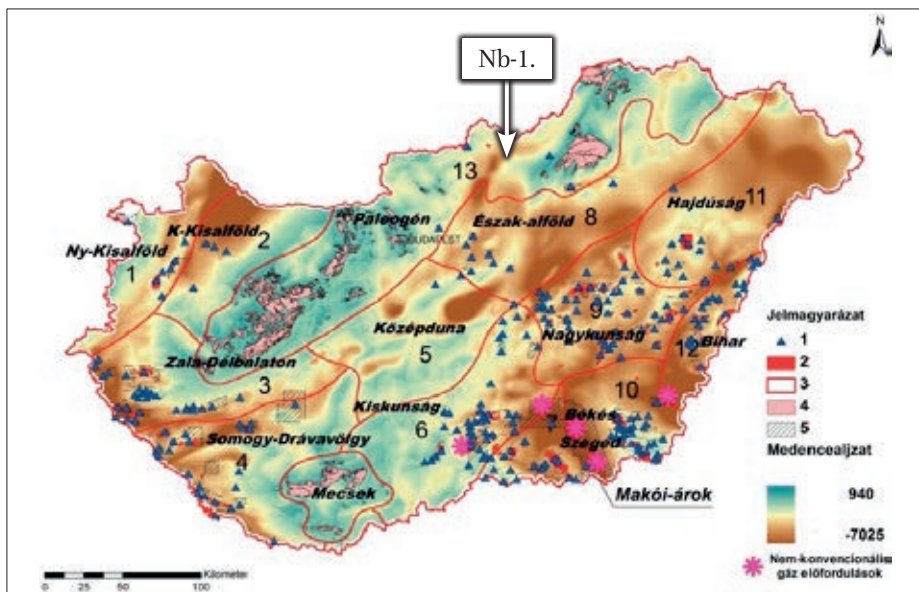 Nb-1.
N
13
Paleogén
BUDAPEST
Észak-alföld
8
Hajdúság
11
K-Kisalföld
2
Ny-Kisalföld
1
9
Nagykunság
Középduna
5
12
Bihar
Zala-Délbalaton
3
10
Kiskunság
6
Békés
Szeged
Somogy-Drávavölgy
4
Mecsek
Makói-árok
Jelmagyarázat
1
2
3
4
5
Medencealjzat
940
-7025
Nem-konvencionális
gáz előfordulások
Kilometer
0 25 50 100